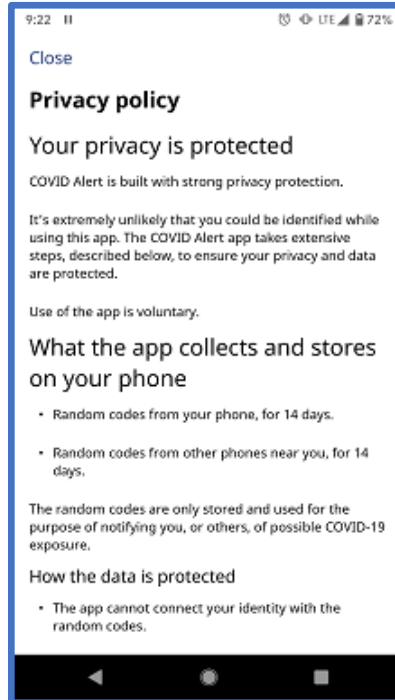 9:22
LTE 72%
Close
Privacy policy
Your privacy is protected
COVID Alert is built with strong privacy protection.
It's extremely unlikely that you could be identified while
using this app. The COVID Alert app takes extensive
steps, described below, to ensure your privacy and data
are protected.
Use of the app is voluntary.
What the app collects and stores
on your phone
• Random codes from your phone, for 14 days.
• Random codes from other phones near you, for 14
days.
The random codes are only stored and used for the
purpose of notifying you, or others, of possible COVID-19
exposure.
How the data is protected
• The app cannot connect your identity with the
random codes.